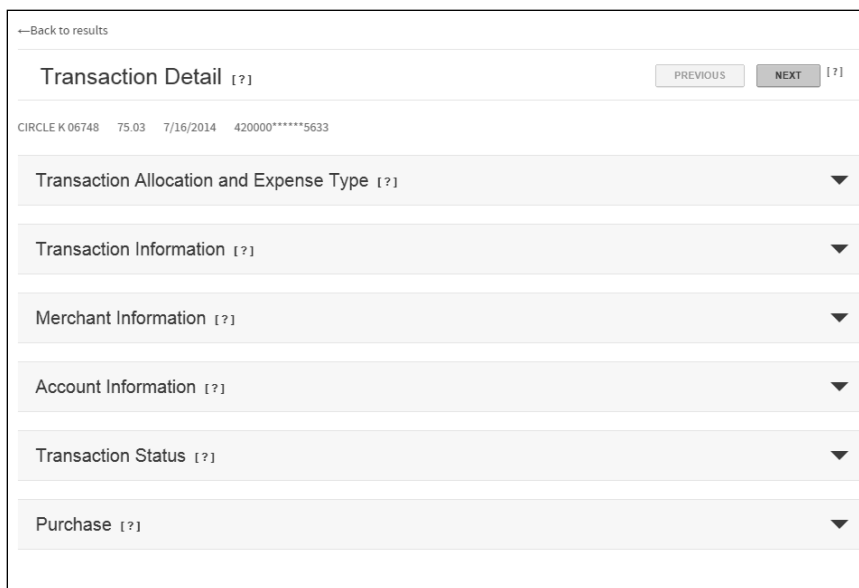 ←Back to results
Transaction Detail [?] PREVIOUS NEXT [?]
CIRCLE K 06748 75.03 7/16/2014 420000******5633
Transaction Allocation and Expense Type [?]
Transaction Information [?]
Merchant Information [?]
Account Information [?]
Transaction Status [?]
Purchase [?]